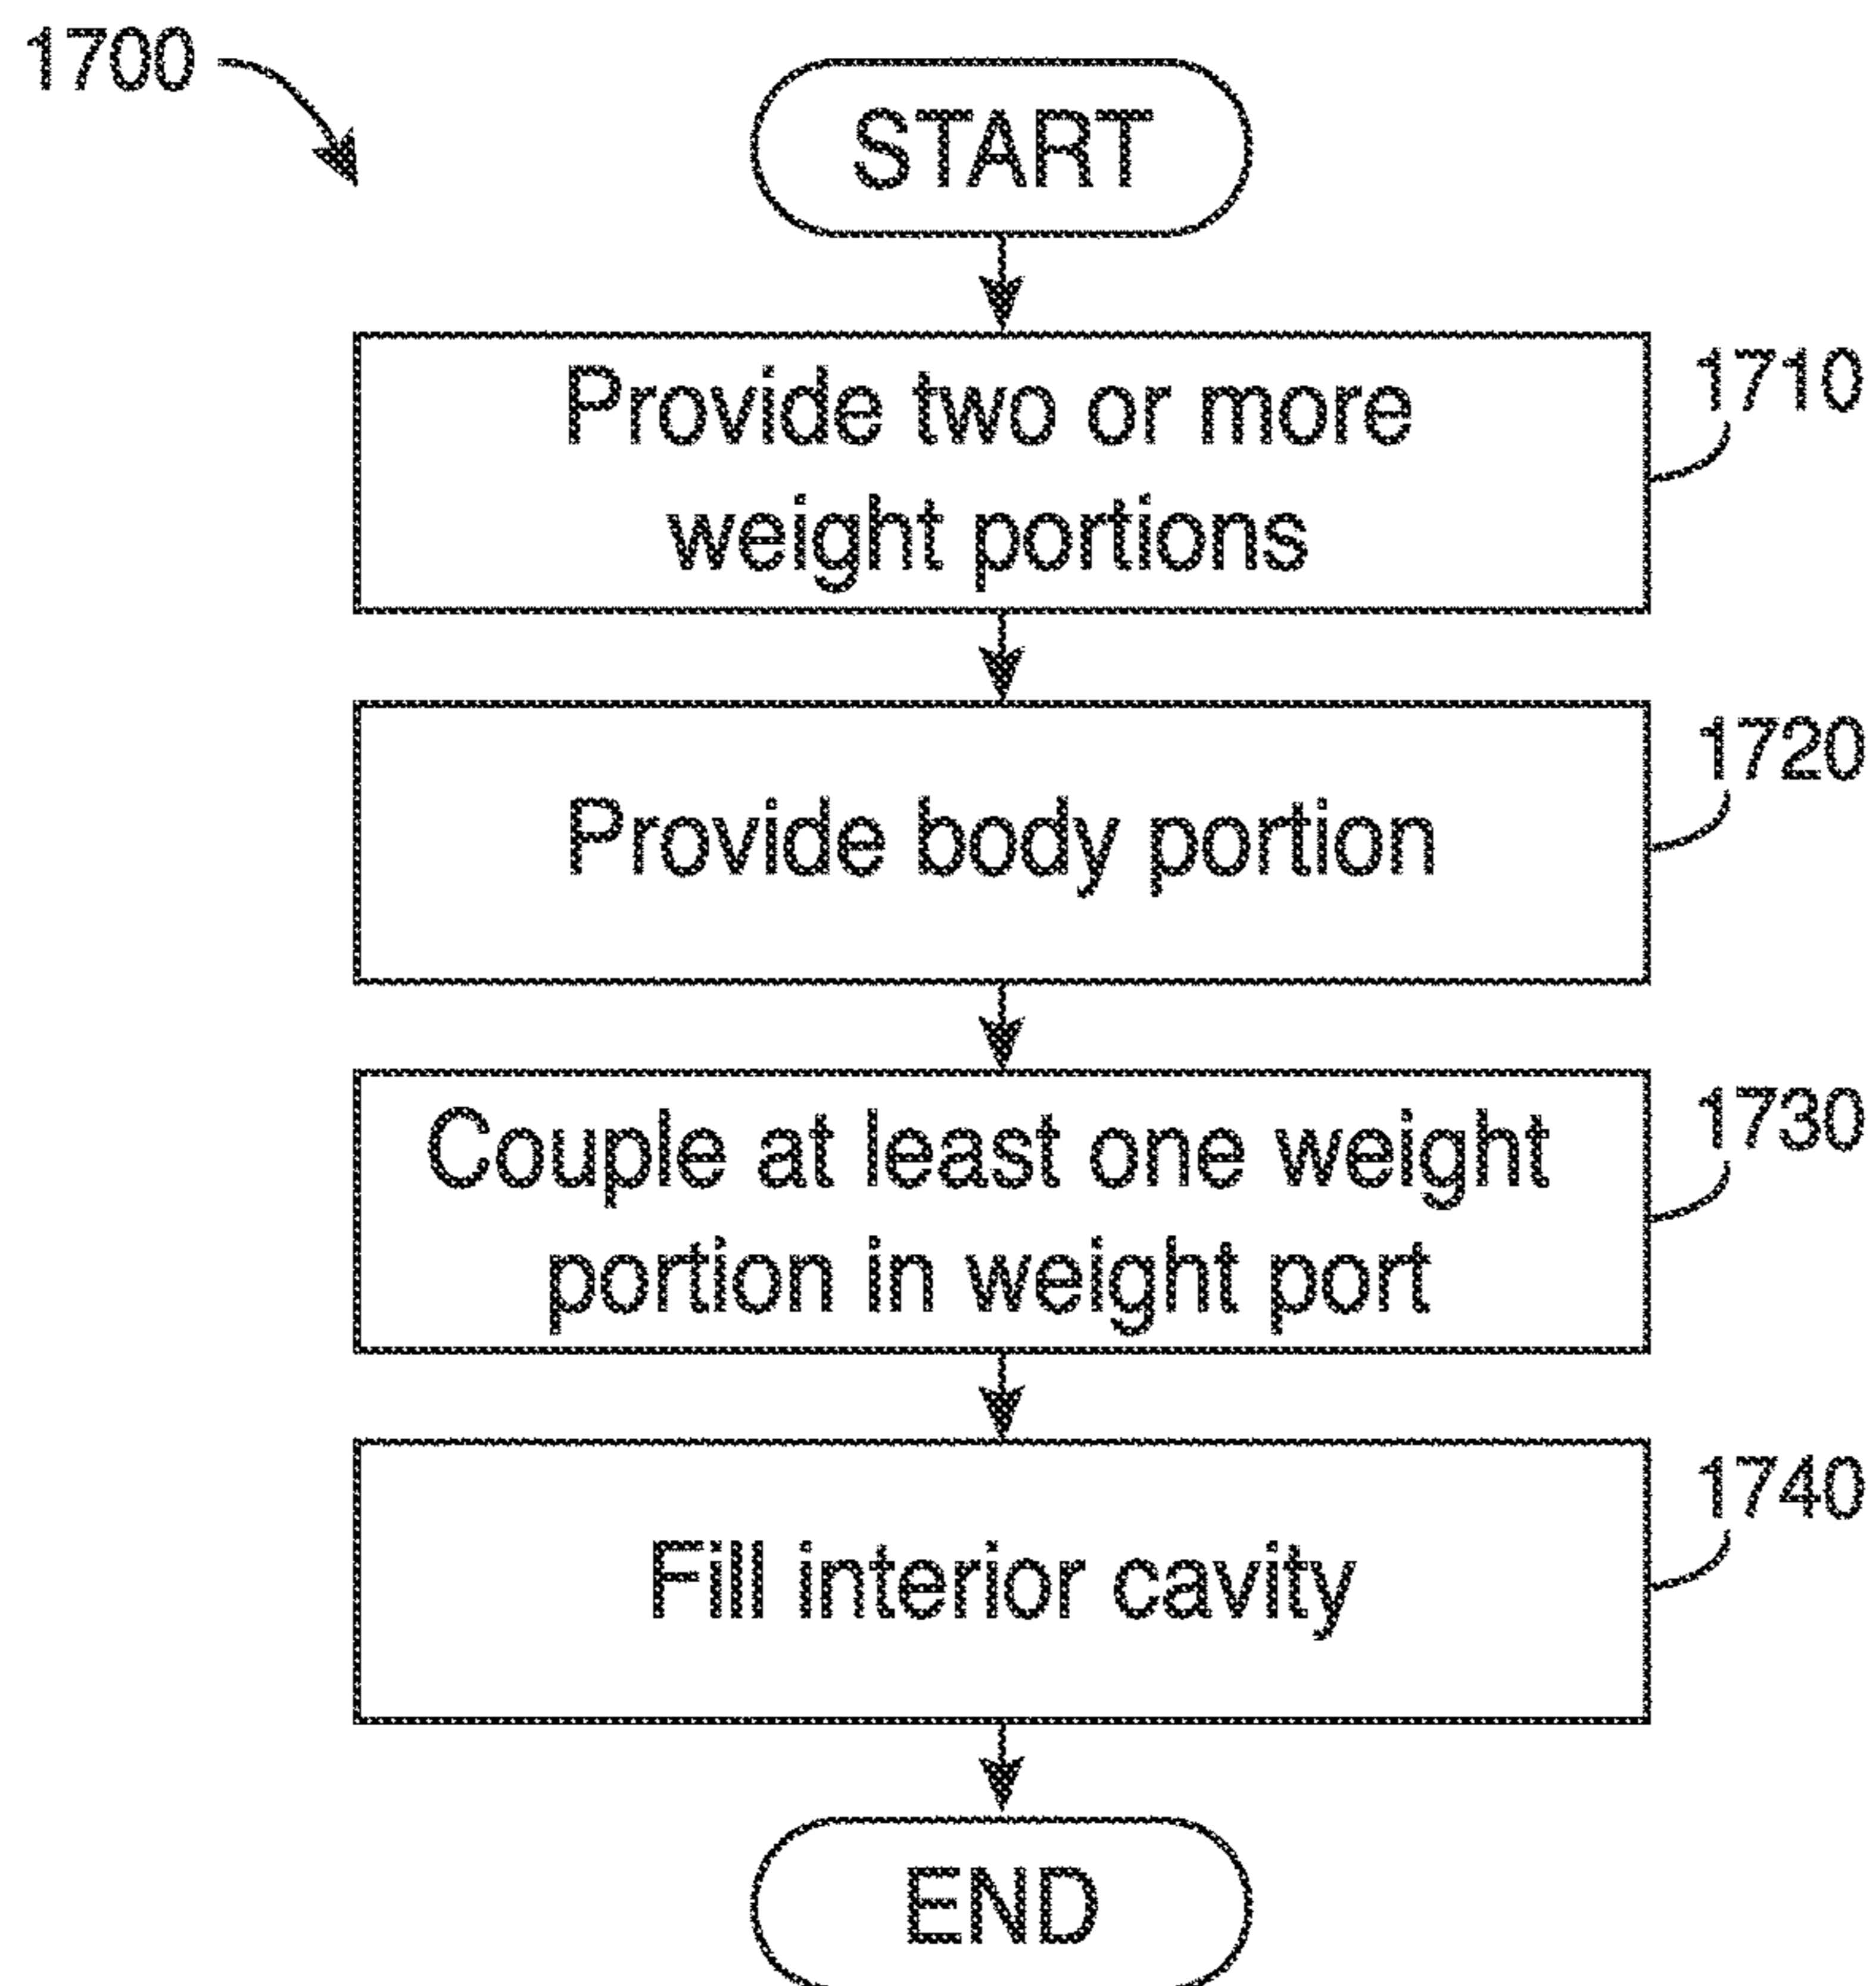 1700
START
Provide two or more
weight portions
1710
Provide body portion
1720
Couple at least one weight
portion in weight port
1730
Fill interior cavity
1740
END